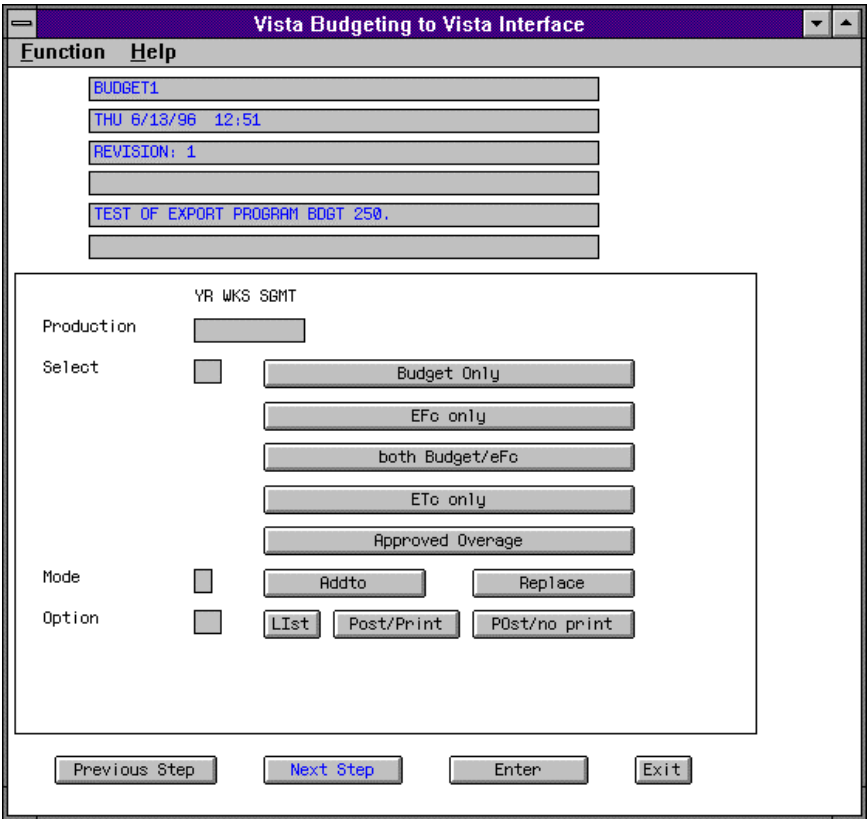 Vista Budgeting to Vista Interface
Function Help
BUDGET1
THU 6/13/96 12:51
REVISION: 1
TEST OF EXPORT PROGRAM BDGT 250.
YR WKS SGMT
Production
Select Budget Only
EFc only
both Budget/eFc
ETc only
Approved Overage
Mode Addto Replace
Option LIst Post/Print POst/no print
Previous Step Next Step Enter Exit